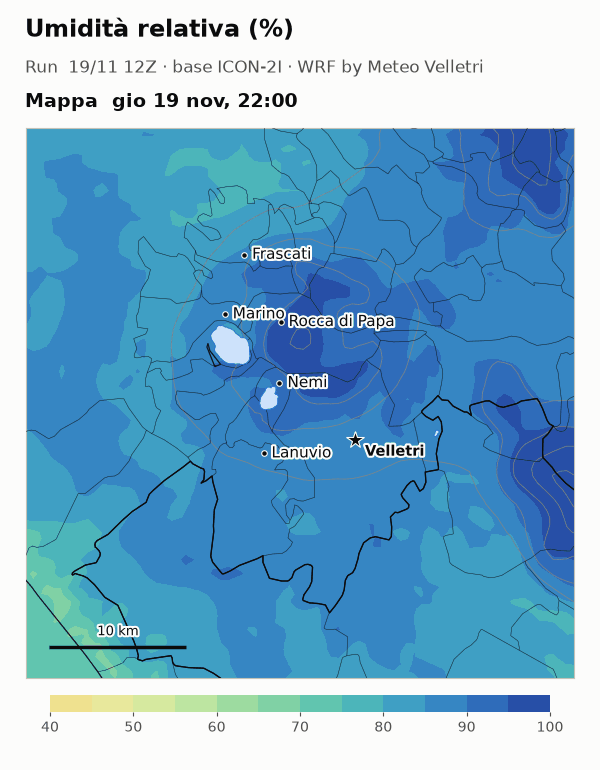 Umidità relativa (%)
Run  19/11 12Z · base ICON-2I · WRF by Meteo Velletri
Mappa  gio 19 nov, 22:00
Frascati
Marino
Rocca di Papa
Nemi
Velletri
Lanuvio
10 km
40 50 60 70 80 90 100